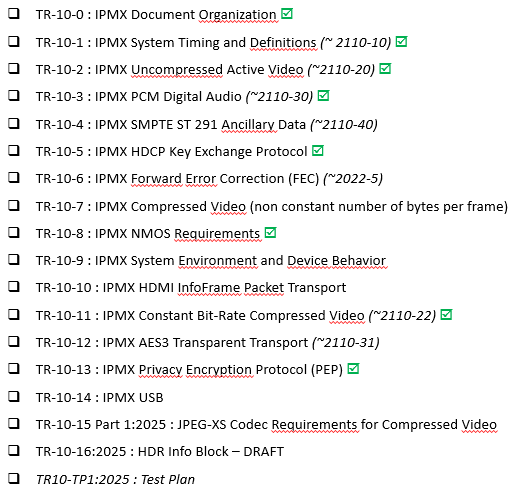 TR-10-0 : IPMX Document Organization
TR-10-1 : IPMX System Timing and Definitions (~ 2110-10)
TR-10-2 : IPMX Uncompressed Active Video (~2110-20)
TR-10-3 : IPMX PCM Digital Audio (~2110-30)
TR-10-4 : IPMX SMPTE ST 291 Ancillary Data (~2110-40)
TR-10-5 : IPMX HDCP Key Exchange Protocol
TR-10-6 : IPMX Forward Error Correction (FEC) (~2022-5)
TR-10-7 : IPMX Compressed Video (non constant number of bytes per frame)
TR-10-8 : IPMX NMOS Requirements
TR-10-9 : IPMX System Environment and Device Behavior
TR-10-10 : IPMX HDMI InfoFrame Packet Transport
TR-10-11 : IPMX Constant Bit-Rate Compressed Video (~2110-22)
TR-10-12 : IPMX AES3 Transparent Transport (~2110-31)
TR-10-13 : IPMX Privacy Encryption Protocol (PEP)
TR-10-14 : IPMX USB
TR-10-15 Part 1:2025 : JPEG-XS Codec Requirements for Compressed Video
TR-10-16:2025 : HDR Info Block – DRAFT
TR10-TP1:2025 : Test Plan